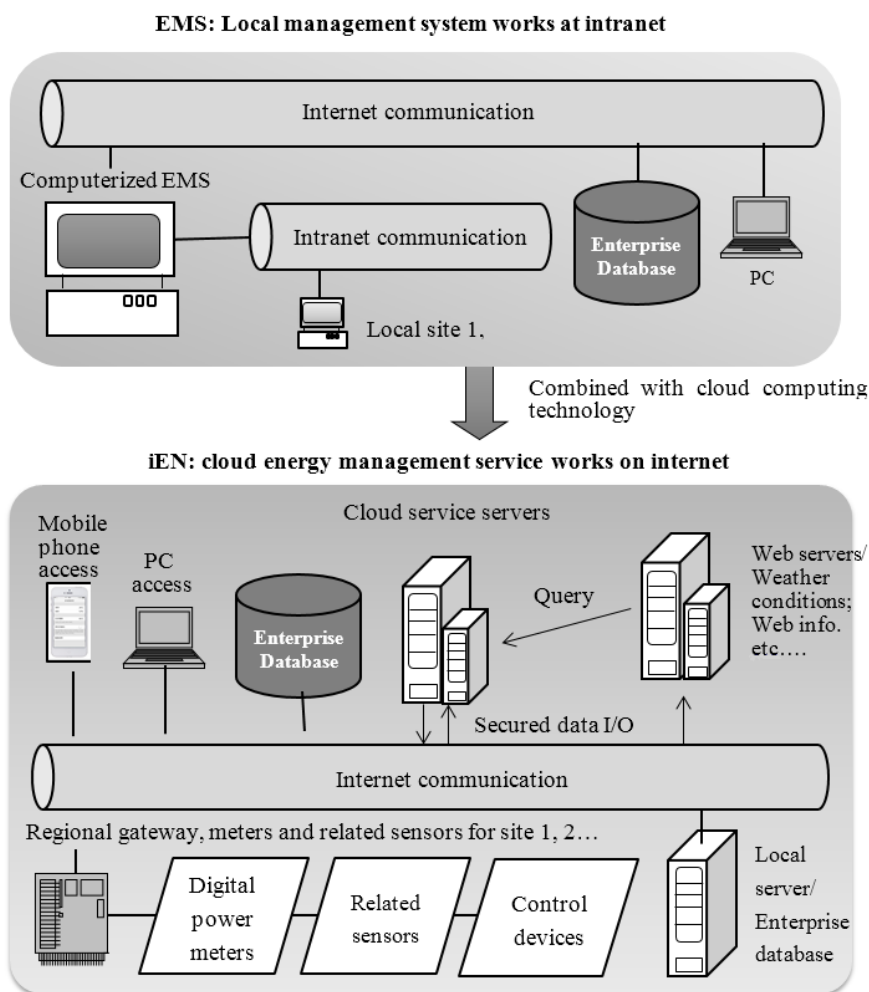 EMS: Local management system works at intranet
Internet communication
Computerized EMS
Intranet communication
Enterprise
Database
PC
Local site 1,
Combined with cloud computing
technology
iEN: cloud energy management service works on internet
Cloud service servers
Mobile
phone
access
PC
access
Enterprise
Database
Query
Web servers/
Weather
conditions;
Web info.
etc….
Secured data I/O
Internet communication
Regional gateway, meters and related sensors for site 1, 2…
Digital
power
meters
Related
sensors
Control
devices
Local
server/
Enterprise
database